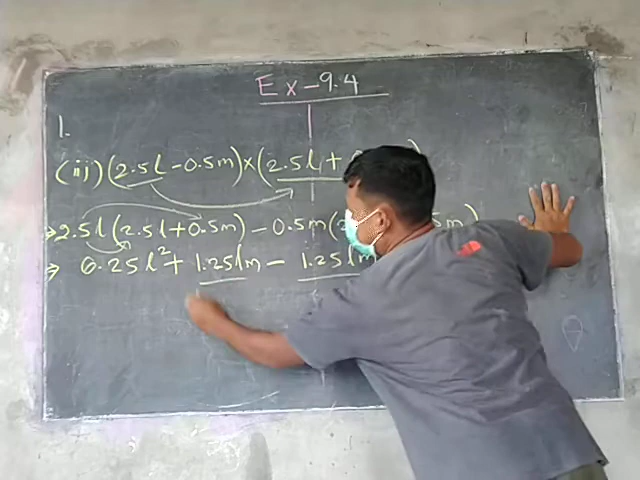 Ex-9.4
1.
(ii) (2.5l-0.5m)×(2.5l+
⇒ 2.5l(2.5l+0.5m)-0.5m( 5m)
⇒ 6.25l²+1.25lm-1.25lm